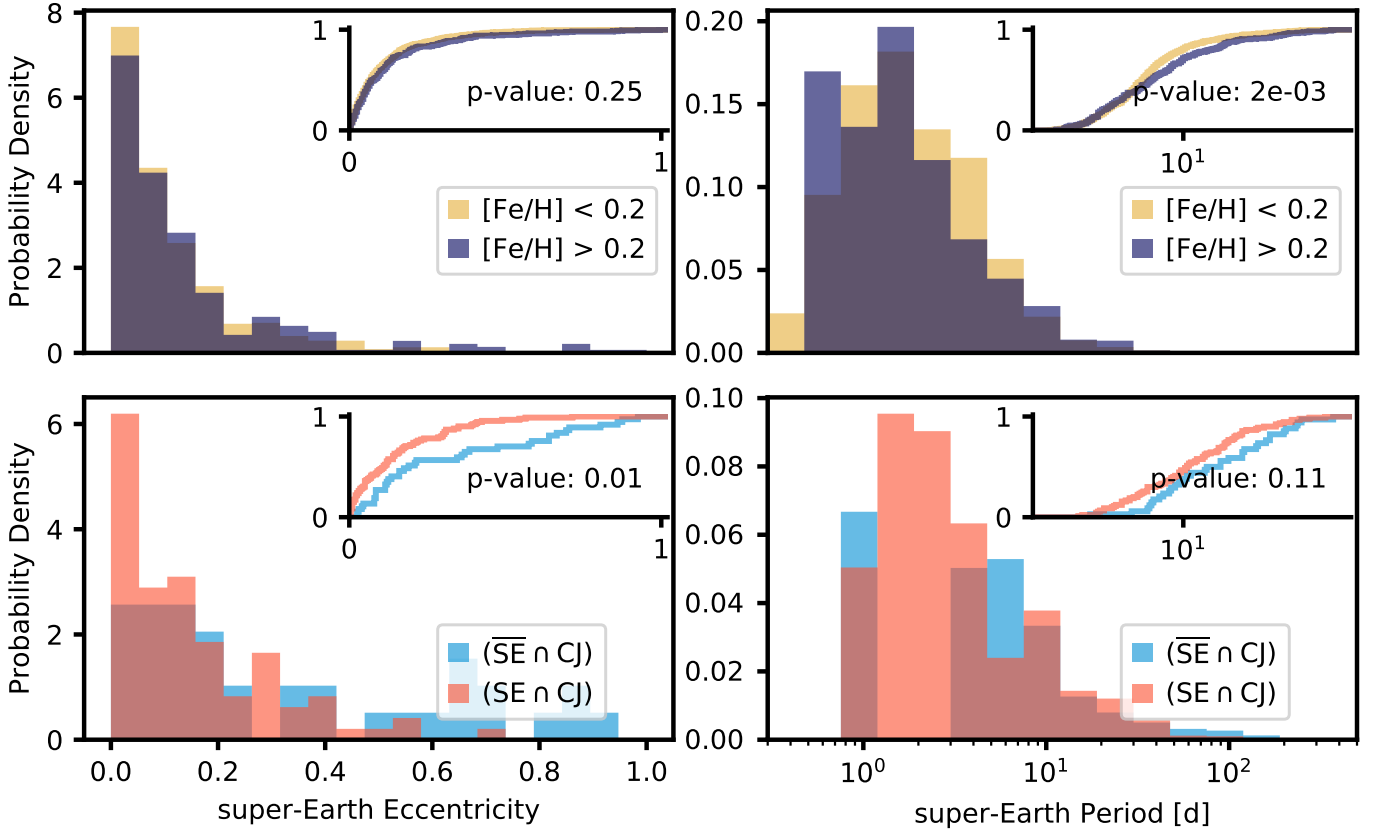 Probability Density
8
6
4
2
0
1
0
0
1
p-value: 0.25
[Fe/H] < 0.2
[Fe/H] > 0.2
0.20
0.15
0.10
0.05
0.00
1
0
10¹
p-value: 2e-03
[Fe/H] < 0.2
[Fe/H] > 0.2
Probability Density
6
4
2
0
1
0
0
1
p-value: 0.01
(S̅E̅ ∩ CJ)
(SE ∩ CJ)
0.0
0.2
0.4
0.6
0.8
1.0
super-Earth Eccentricity
0.10
0.08
0.06
0.04
0.02
0.00
1
0
10¹
p-value: 0.11
(S̅E̅ ∩ CJ)
(SE ∩ CJ)
10⁰
10¹
10²
super-Earth Period [d]